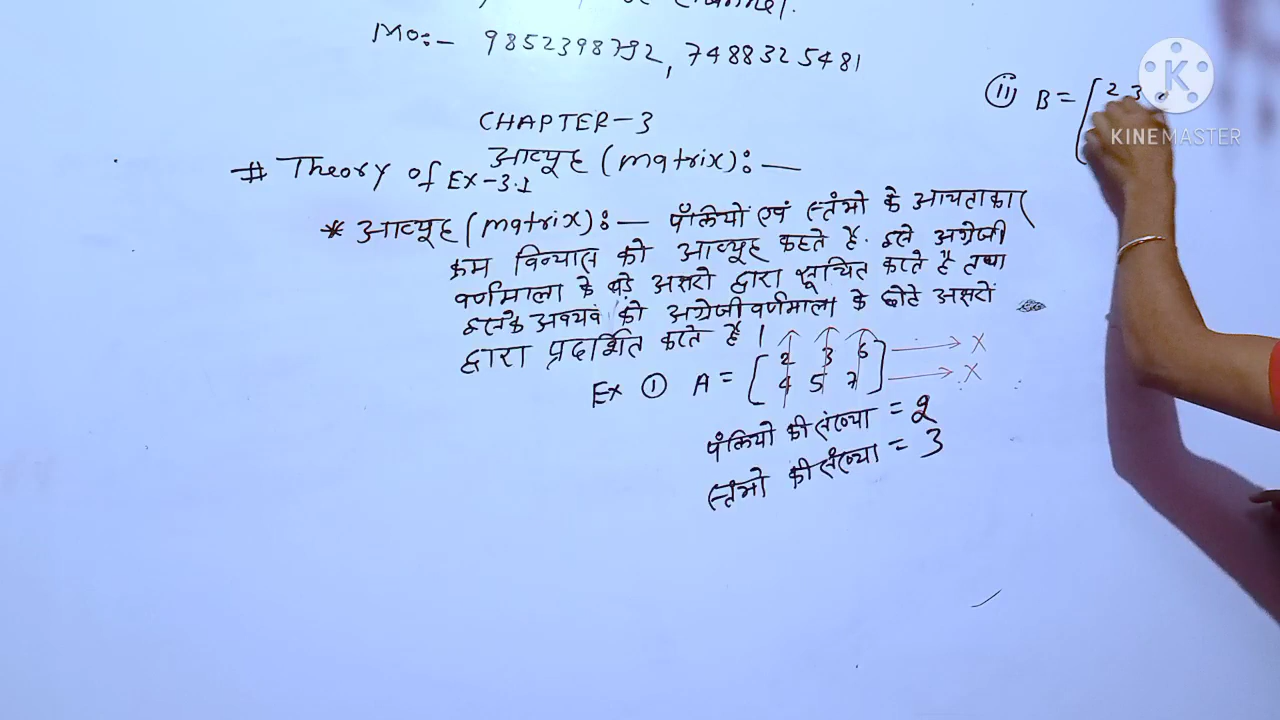 channel.
Mo:- 9852398792, 7488325481
CHAPTER-3
आव्यूह (matrix):-
# Theory of EX-3.1
* आव्यूह (matrix):- पंक्तियों एवं स्तंभो के आयताकार
क्रम विन्यास को आव्यूह कहते है. इसे अंग्रेजी
वर्णमाला के बड़े अक्षरो द्वारा सूचित करते है तथा
इसके अवयव को अंग्रेजी वर्णमाला के छोटे अक्षरों
द्वारा प्रदर्शित करते है।
Ex ① A = [ 2 3 6 → X
4 5 7 ] → X
पंक्तियो की संख्या = 2
स्तंभो की संख्या = 3
ii B = [ 2 3
K
KINEMASTER